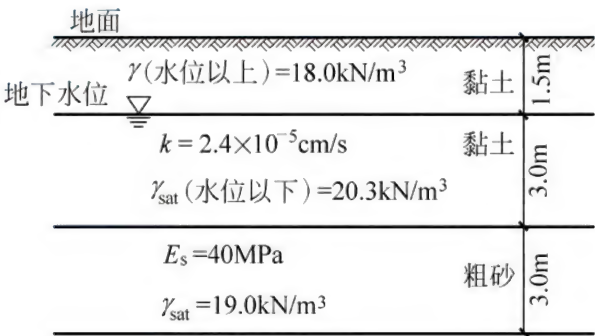 地面
γ(水位以上)=18.0kN/m³ 黏土 1.5m
地下水位
k=2.4×10⁻⁵cm/s 黏土
γsat(水位以下)=20.3kN/m³ 3.0m
Es=40MPa 粗砂
γsat=19.0kN/m³ 3.0m